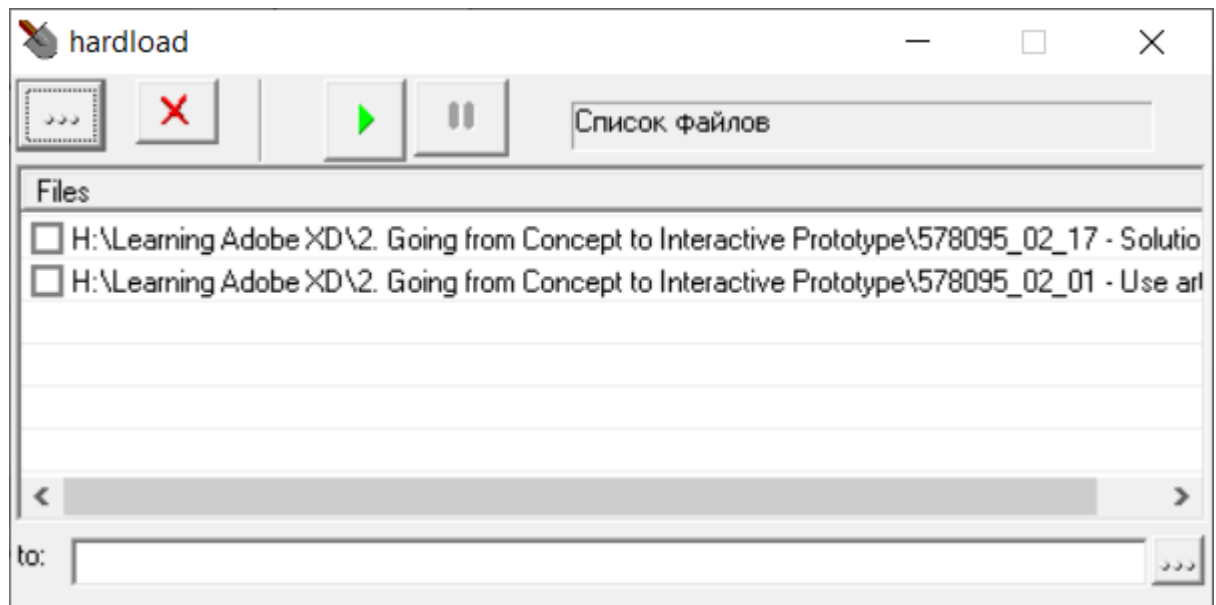 hardload
... Список файлов
Files
H:\Learning Adobe XD\2. Going from Concept to Interactive Prototype\578095_02_17 - Solutio
H:\Learning Adobe XD\2. Going from Concept to Interactive Prototype\578095_02_01 - Use art
to: ...